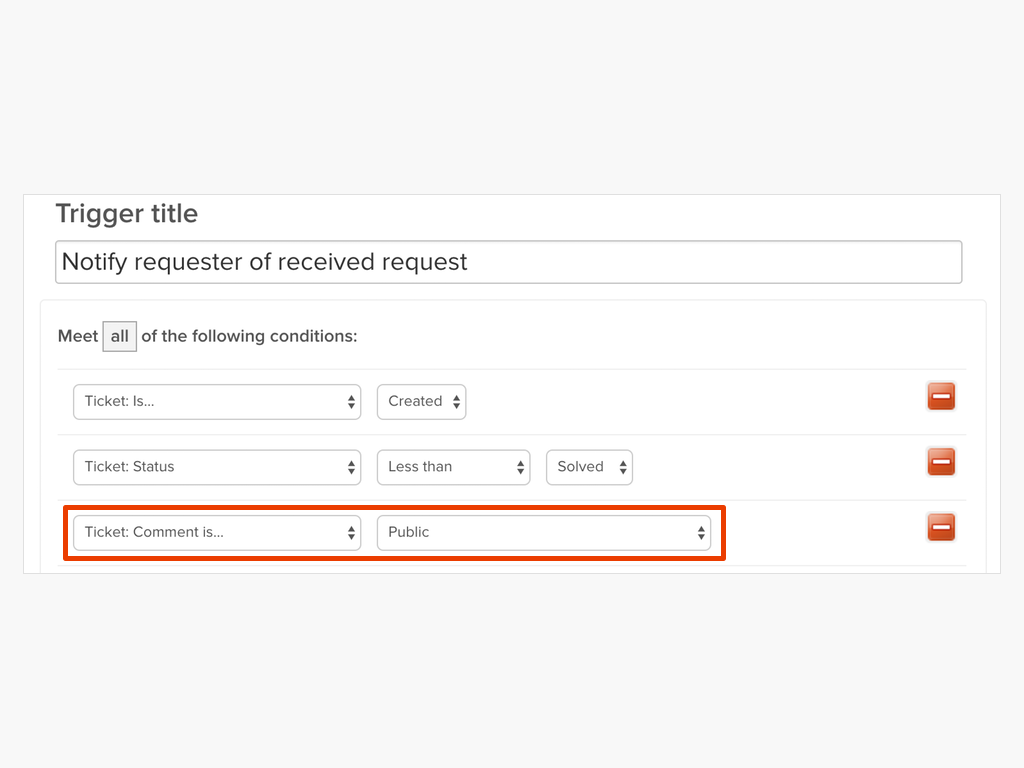 Trigger title
Notify requester of received request
Meet all of the following conditions:
Ticket: Is... Created
Ticket: Status Less than Solved
Ticket: Comment is... Public